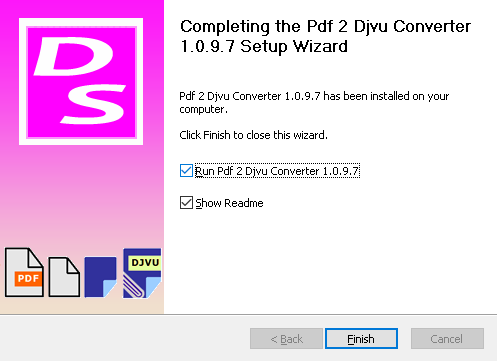 Completing the Pdf 2 Djvu Converter
1.0.9.7 Setup Wizard
DS
Pdf 2 Djvu Converter 1.0.9.7 has been installed on your
computer.
Click Finish to close this wizard.
Run Pdf 2 Djvu Converter 1.0.9.7
Show Readme
PDF
DJVU
< Back
Finish
Cancel